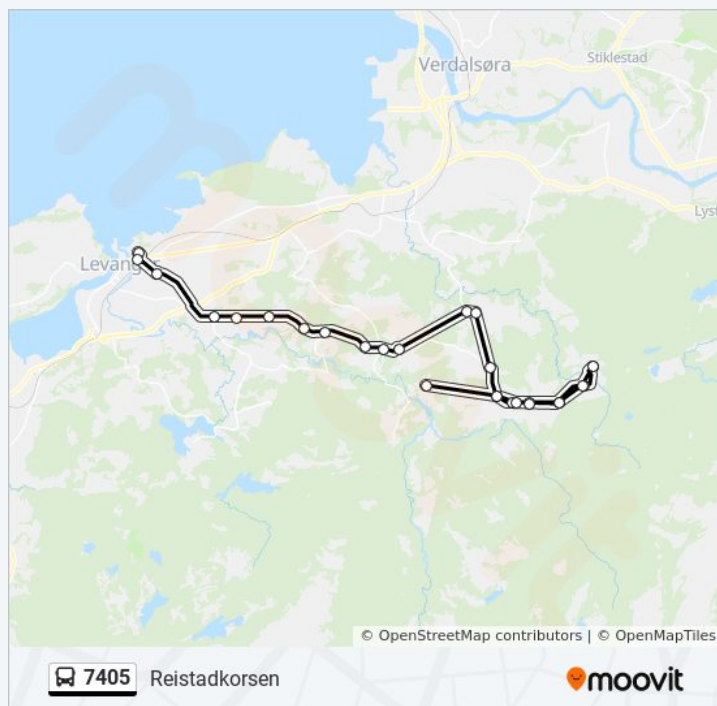 Verdalsøra
Stiklestad
Lyst
Levanger
© OpenStreetMap contributors | © OpenMapTiles
7405 Reistadkorsen
moovit